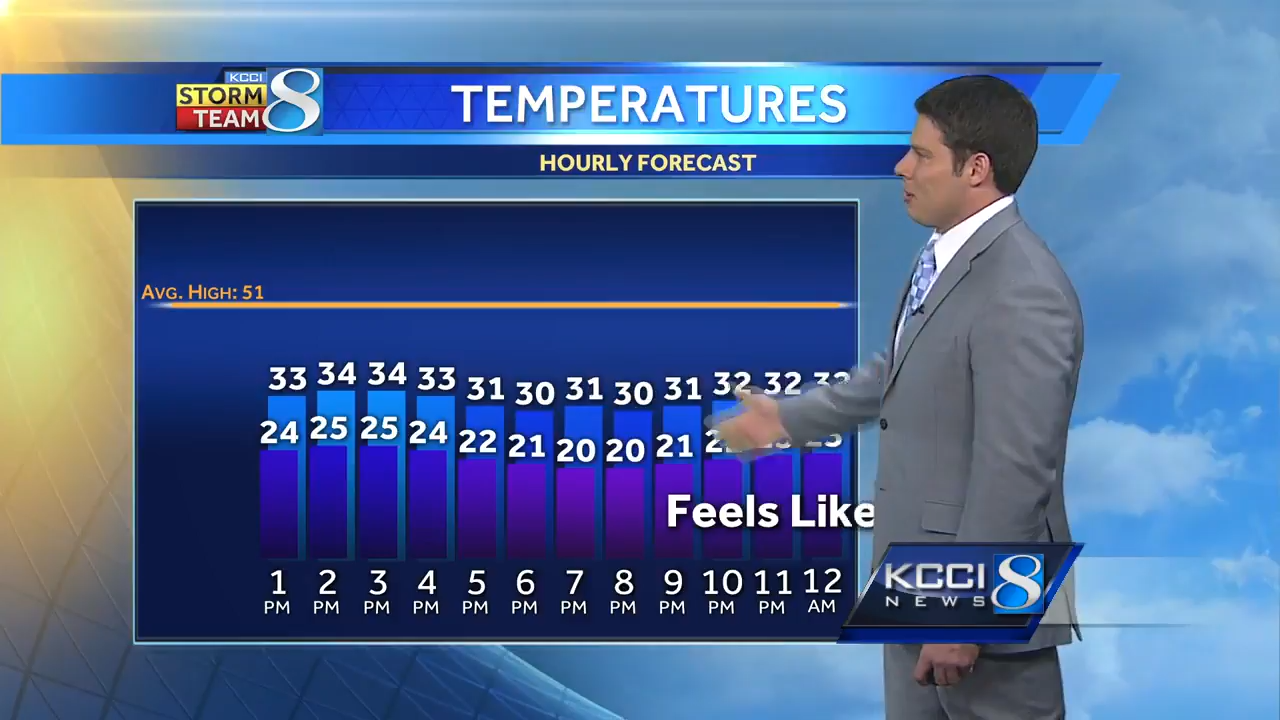 KCCI
STORM
TEAM 8
TEMPERATURES
HOURLY FORECAST
AVG. HIGH: 51
33 34 34 33 31 30 31 30 31 32 32
24 25 25 24 22 21 20 20 21
Feels Like
1 2 3 4 5 6 7 8 9 10 11 12
PM PM PM PM PM PM PM PM PM PM PM AM
KCCI 8
NEWS